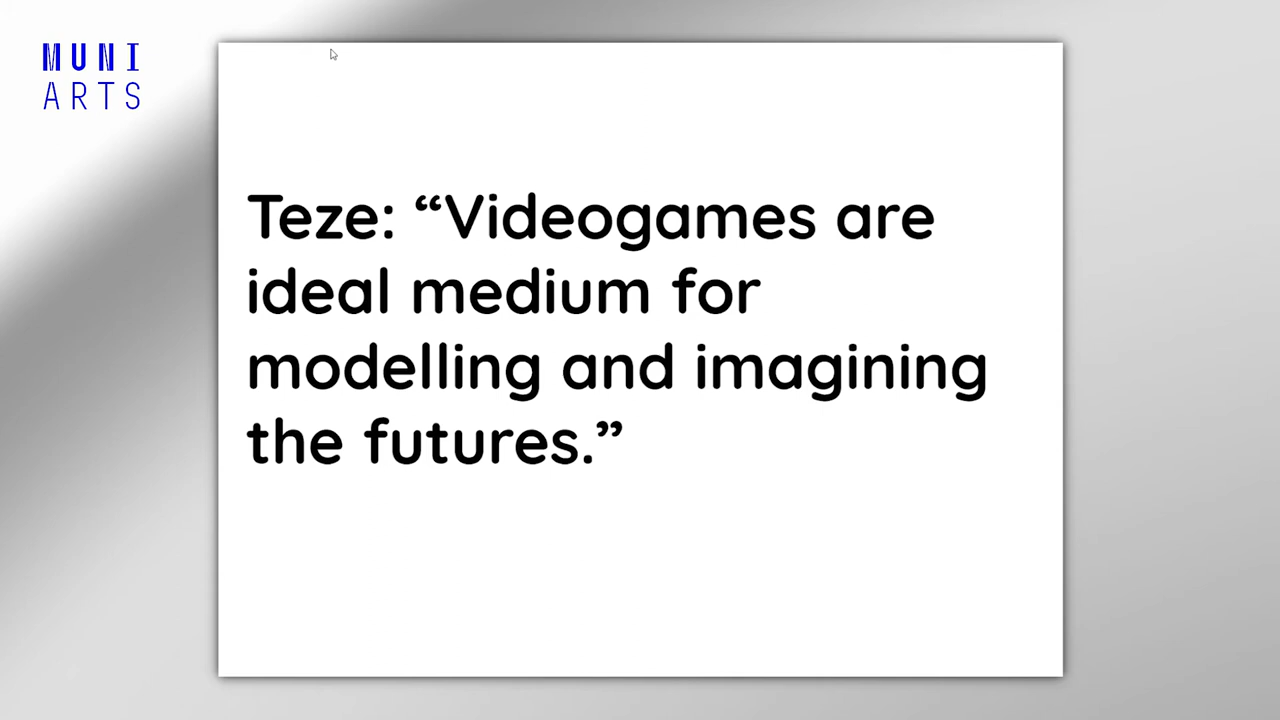 MUNI
ARTS
Teze: “Videogames are
ideal medium for
modelling and imagining
the futures.”